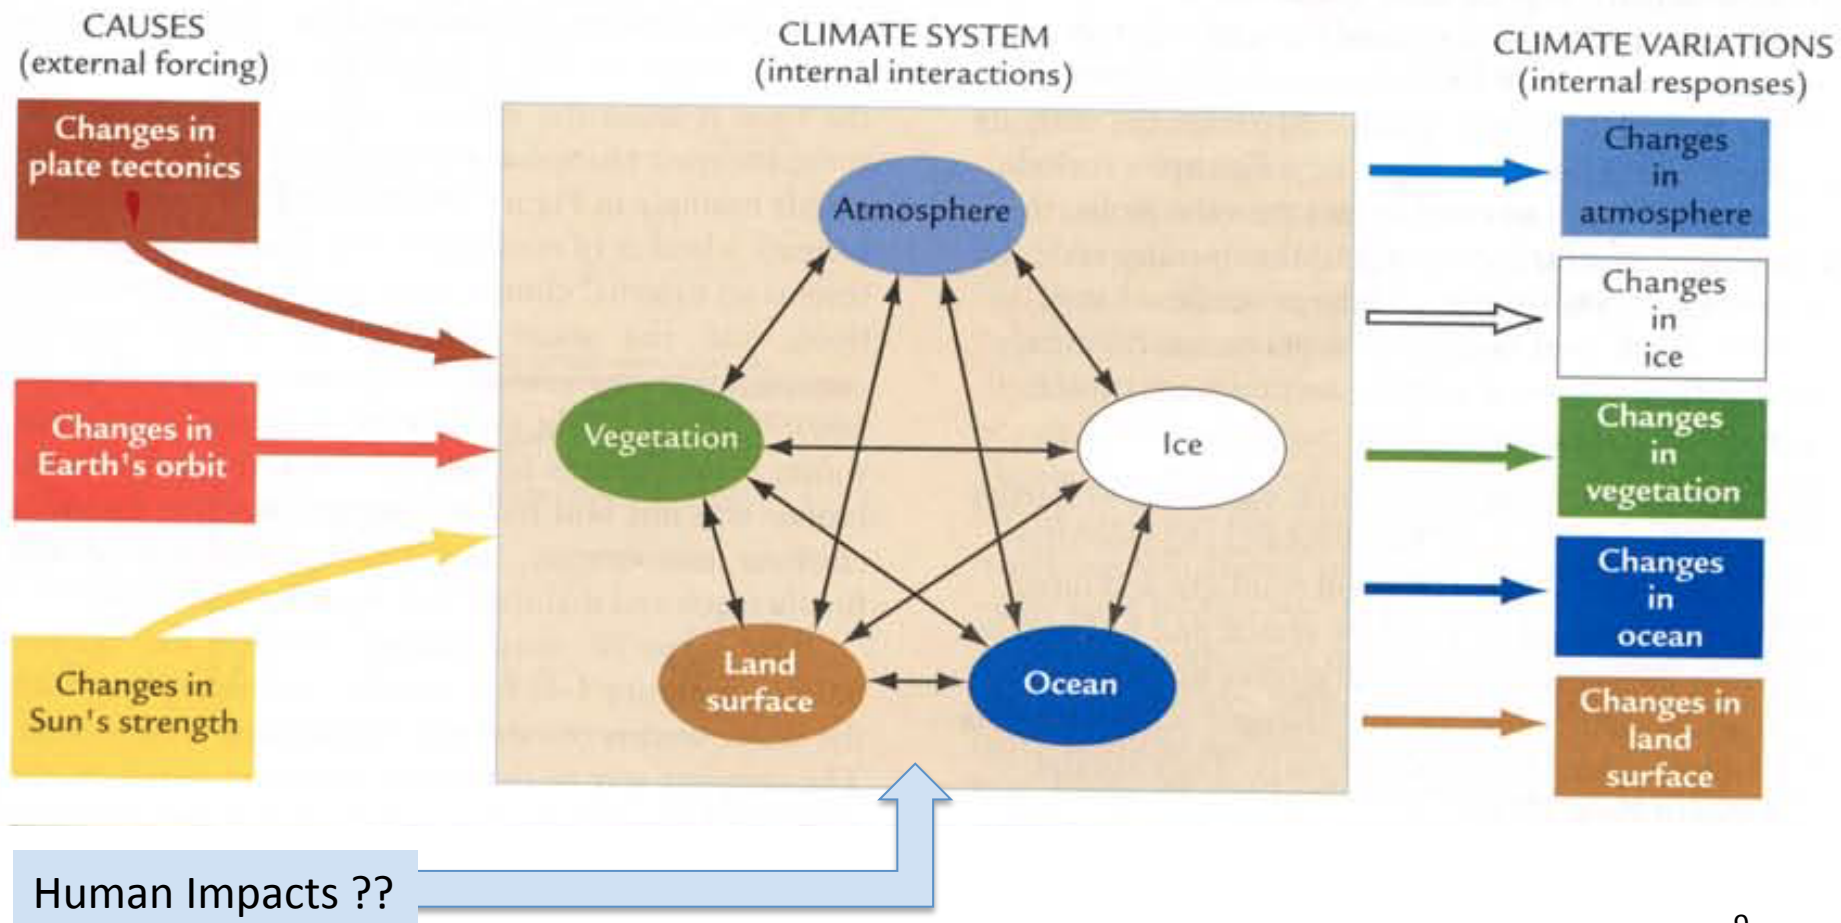 CAUSES
(external forcing)
CLIMATE SYSTEM
(internal interactions)
CLIMATE VARIATIONS
(internal responses)
Changes in
plate tectonics
Changes in
Earth's orbit
Changes in
Sun's strength
Atmosphere
Vegetation
Ice
Land
surface
Ocean
Changes
in
atmosphere
Changes
in
ice
Changes
in
vegetation
Changes
in
ocean
Changes in
land
surface
Human Impacts ??